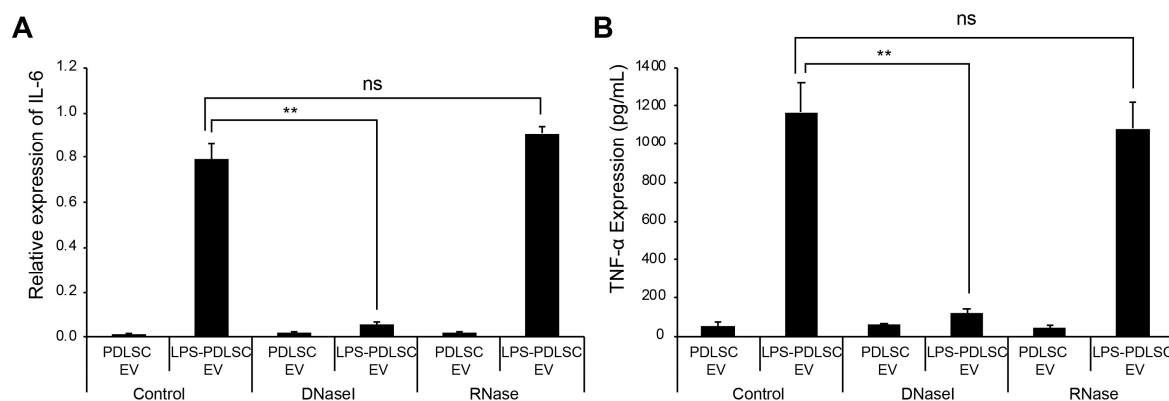 A
Relative expression of IL-6
1.2
1.0
0.8
0.6
0.4
0.2
0.0
ns
**
PDLSC LPS-PDLSC PDLSC LPS-PDLSC PDLSC LPS-PDLSC
EV EV EV EV EV EV
Control DNaseI RNase
B
TNF-α Expression (pg/mL)
1400
1200
1000
800
600
400
200
0
ns
**
PDLSC LPS-PDLSC PDLSC LPS-PDLSC PDLSC LPS-PDLSC
EV EV EV EV EV EV
Control DNaseI RNase